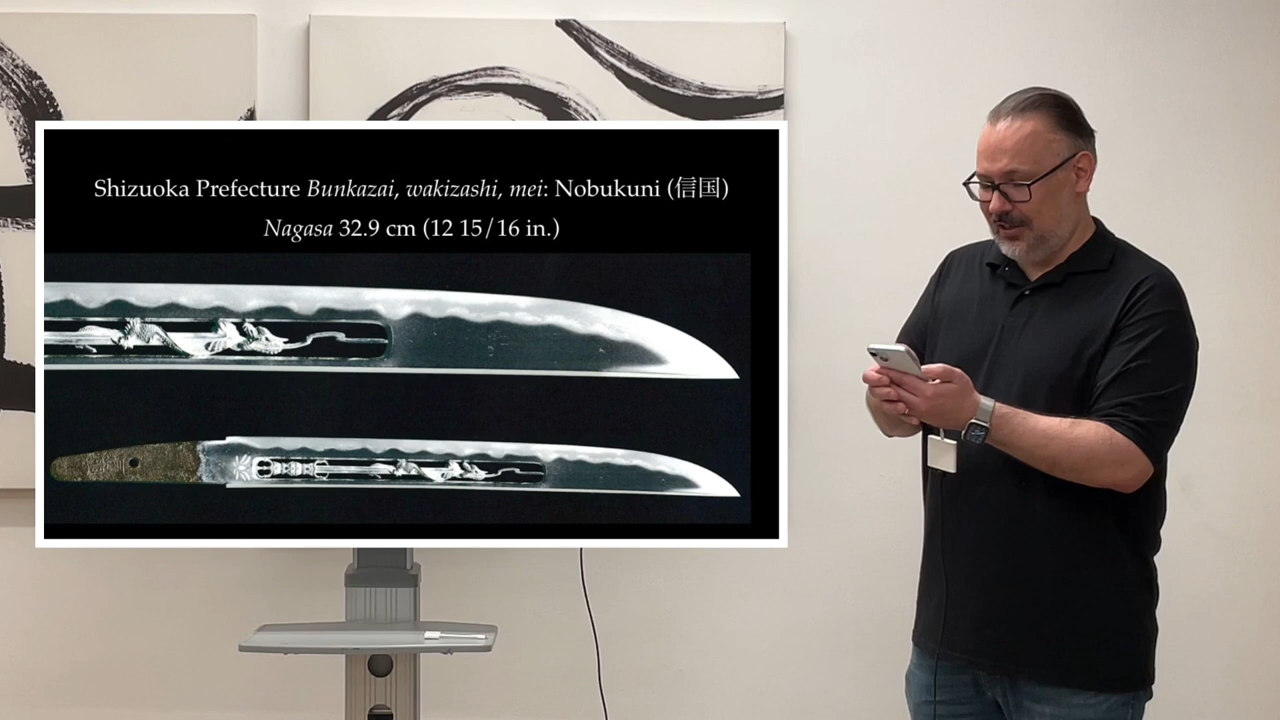 Shizuoka Prefecture Bunkazai, wakizashi, mei: Nobukuni (信国)
Nagasa 32.9 cm (12 15/16 in.)